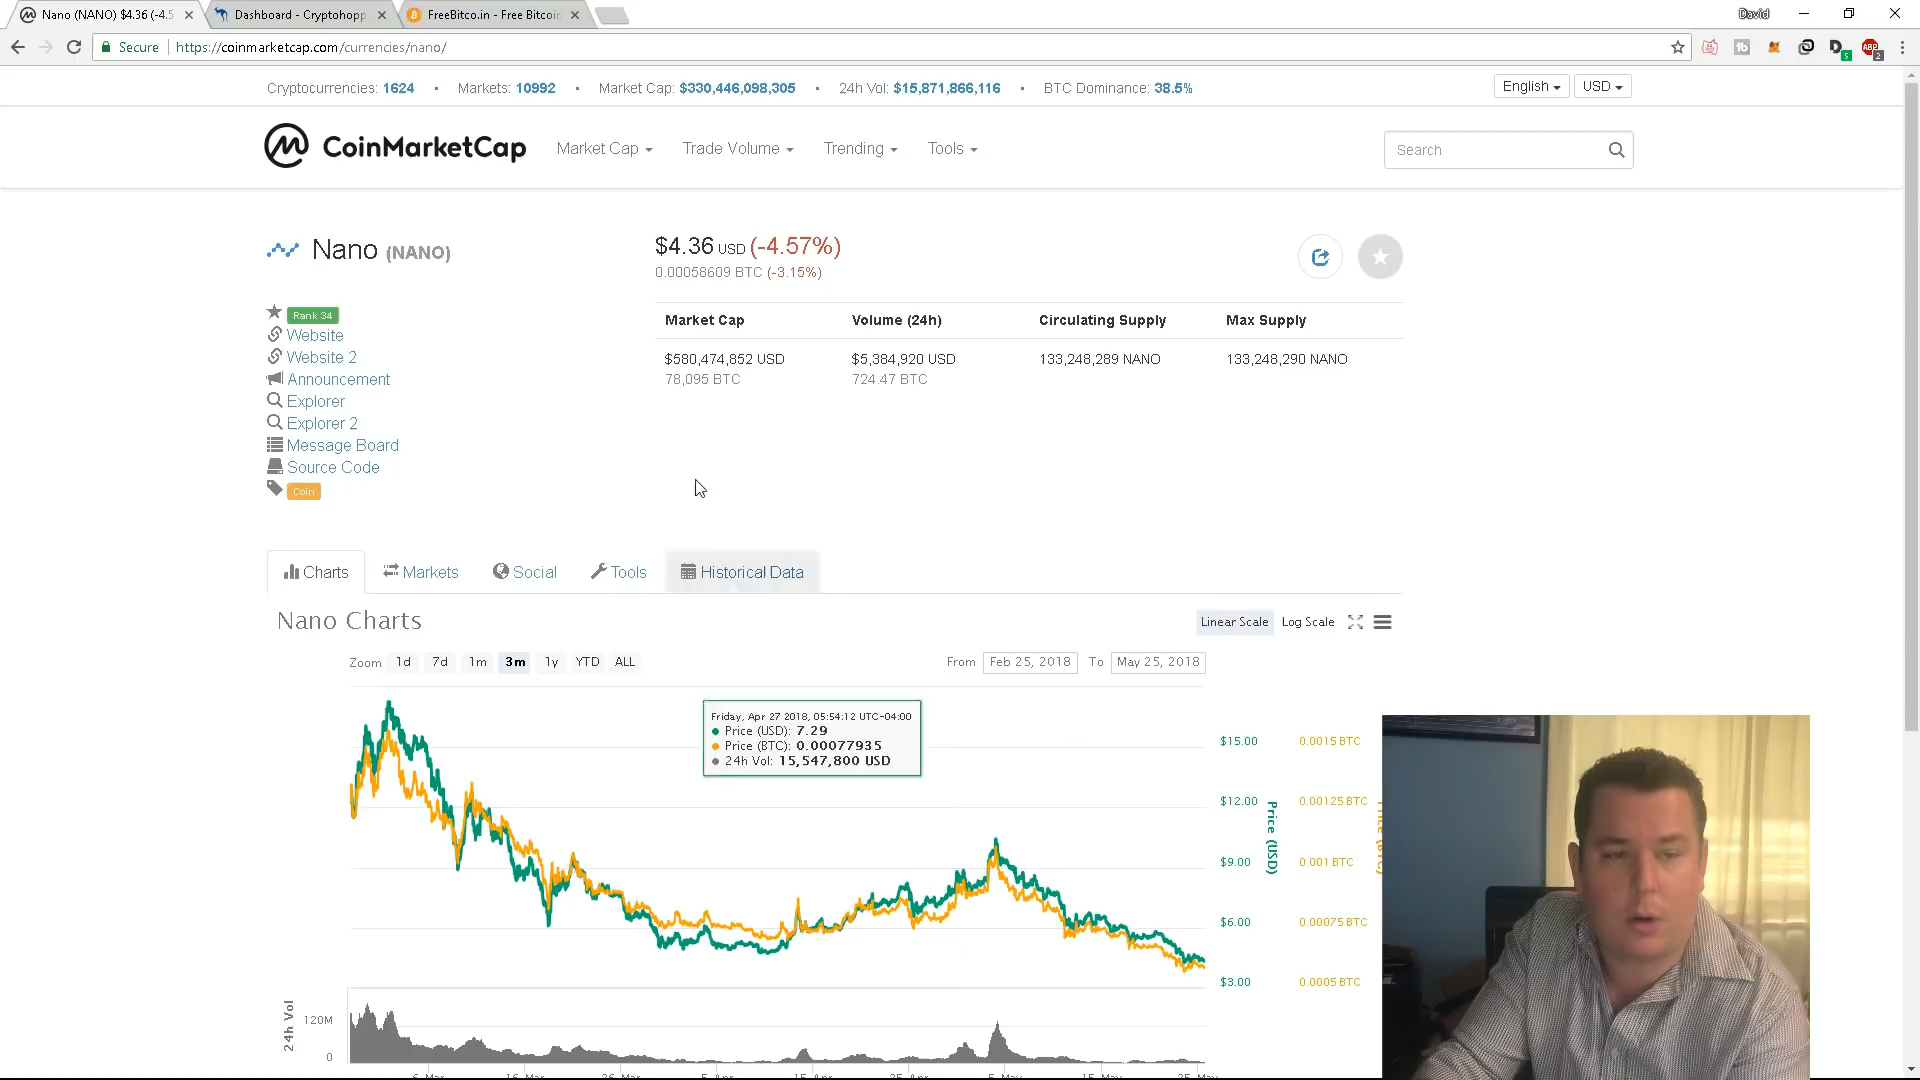 Nano (NANO) $4.36 (-4.5
Dashboard - Cryptohopp
FreeBitco.in - Free Bitcoin
David
Secure
https://coinmarketcap.com/currencies/nano/
Cryptocurrencies: 1624 • Markets: 10992 • Market Cap: $330,446,098,305 • 24h Vol: $15,871,866,116 • BTC Dominance: 38.5%
English
USD
CoinMarketCap
Market Cap
Trade Volume
Trending
Tools
Search
Nano (NANO)
$4.36 USD (-4.57%)
0.00058609 BTC (-3.15%)
Rank 34
Website
Website 2
Announcement
Explorer
Explorer 2
Message Board
Source Code
Coin
Market Cap Volume (24h) Circulating Supply Max Supply
$580,474,852 USD $5,384,920 USD 133,248,289 NANO 133,248,290 NANO
78,095 BTC 724.47 BTC
Charts
Markets
Social
Tools
Historical Data
Nano Charts
Linear Scale Log Scale
Zoom 1d 7d 1m 3m 1y YTD ALL
From Feb 25, 2018 To May 25, 2018
Friday, Apr 27 2018, 05:54:12 UTC-04:00
Price (USD): 7.29
Price (BTC): 0.00077935
24h Vol: 15,547,800 USD
$15.00 0.0015 BTC
$12.00 0.00125 BTC
$9.00 0.001 BTC
$6.00 0.00075 BTC
$3.00 0.0005 BTC
Price (USD)
24h Vol
120M
0